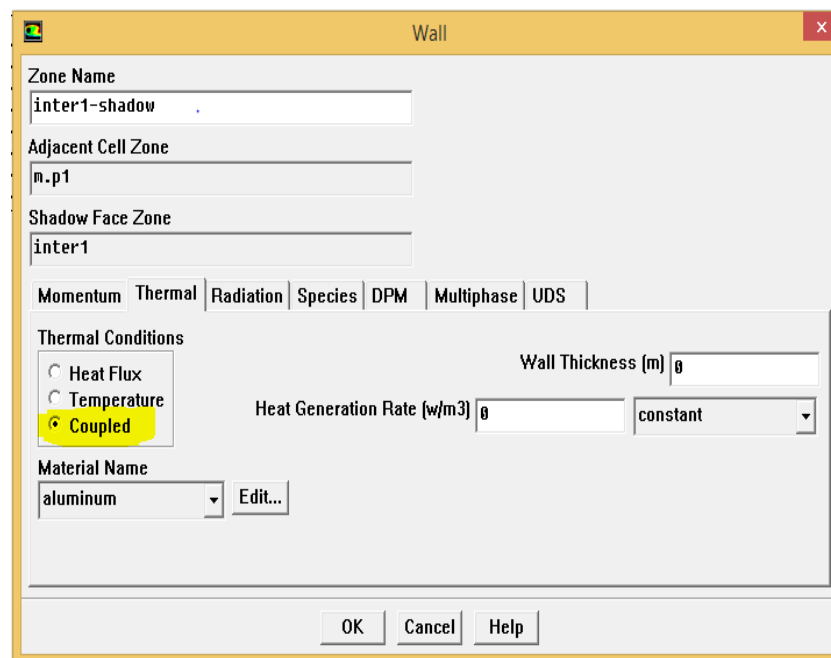 Wall
x
Zone Name
inter1-shadow
Adjacent Cell Zone
m.p1
Shadow Face Zone
inter1
Momentum Thermal Radiation Species DPM Multiphase UDS
Thermal Conditions
Heat Flux
Temperature
Coupled
Wall Thickness (m) 0
Heat Generation Rate (w/m3) 0 constant
Material Name
aluminum Edit...
OK Cancel Help